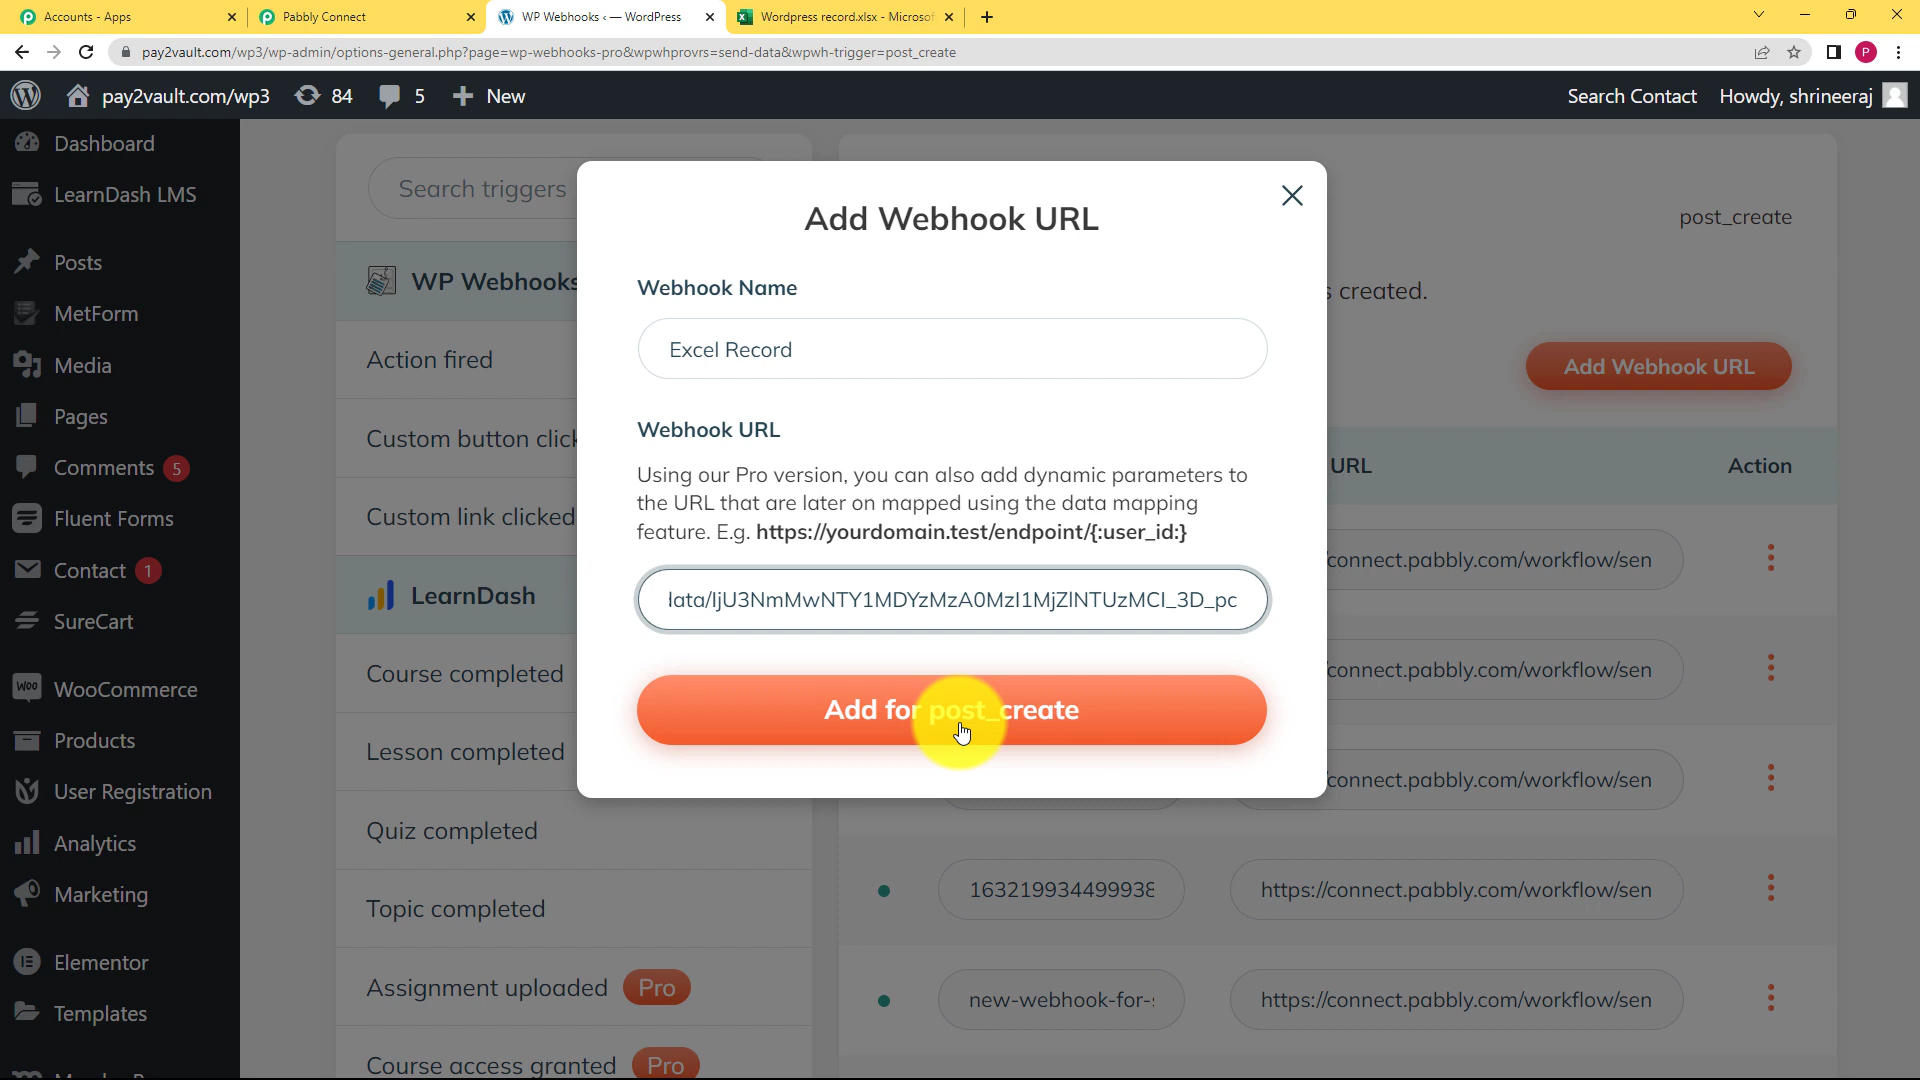 Accounts - Apps
Pabbly Connect
WP Webhooks ‹ — WordPress
Wordpress record.xlsx - Microsof
pay2vault.com/wp3/wp-admin/options-general.php?page=wp-webhooks-pro&wpwhprovrs=send-data&wpwh-trigger=post_create
P
pay2vault.com/wp3
84
5
New
Search Contact
Howdy, shrineeraj
Dashboard
LearnDash LMS
Posts
MetForm
Media
Pages
Comments 5
Fluent Forms
Contact 1
SureCart
WooCommerce
Products
User Registration
Analytics
Marketing
Elementor
Templates
Search triggers
WP Webhooks
Action fired
Custom button click
Custom link clicked
LearnDash
Course completed
Lesson completed
Quiz completed
Topic completed
Assignment uploaded Pro
Course access granted Pro
Add Webhook URL
Webhook Name
Excel Record
Webhook URL
Using our Pro version, you can also add dynamic parameters to
the URL that are later on mapped using the data mapping
feature. E.g. https://yourdomain.test/endpoint/{:user_id:}
Add for post_create
post_create
created.
Add Webhook URL
URL
Action
connect.pabbly.com/workflow/sen
connect.pabbly.com/workflow/sen
connect.pabbly.com/workflow/sen
163219934499938
https://connect.pabbly.com/workflow/sen
new-webhook-for-
https://connect.pabbly.com/workflow/sen